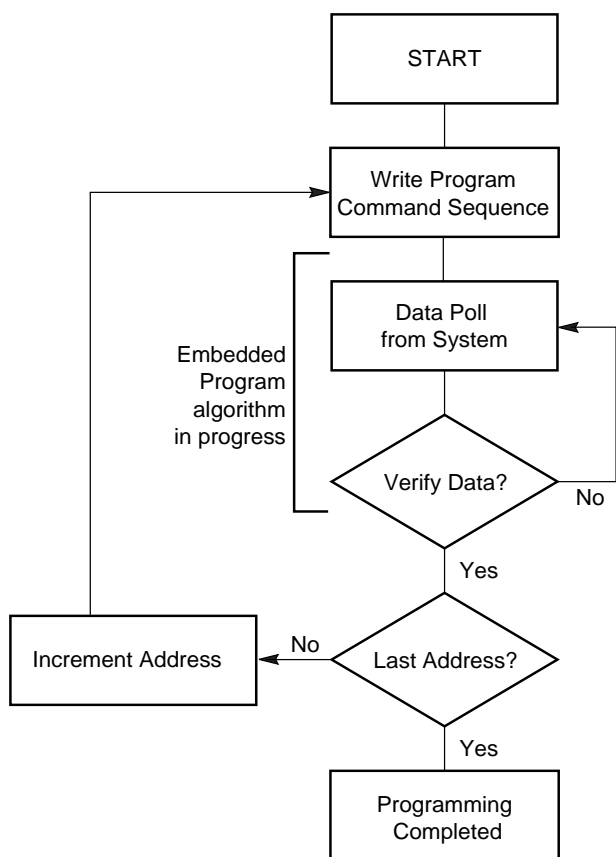 START
Write Program
Command Sequence
Data Poll
from System
Embedded
Program
algorithm
in progress
Verify Data?
No
Yes
No
Increment Address
Last Address?
Yes
Programming
Completed